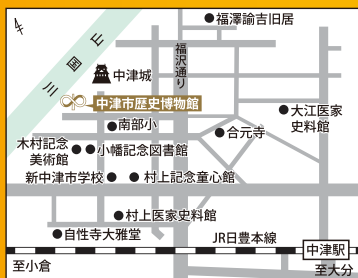 福澤諭吉旧居
福沢通り
三国山
中津城
中津市歴史博物館
大江医家
史料館
南部小
合元寺
木村記念
美術館
小幡記念図書館
新中津市学校
村上記念童心館
村上医家史料館
自性寺大雅堂
JR日豊本線
中津駅
至小倉
至大分